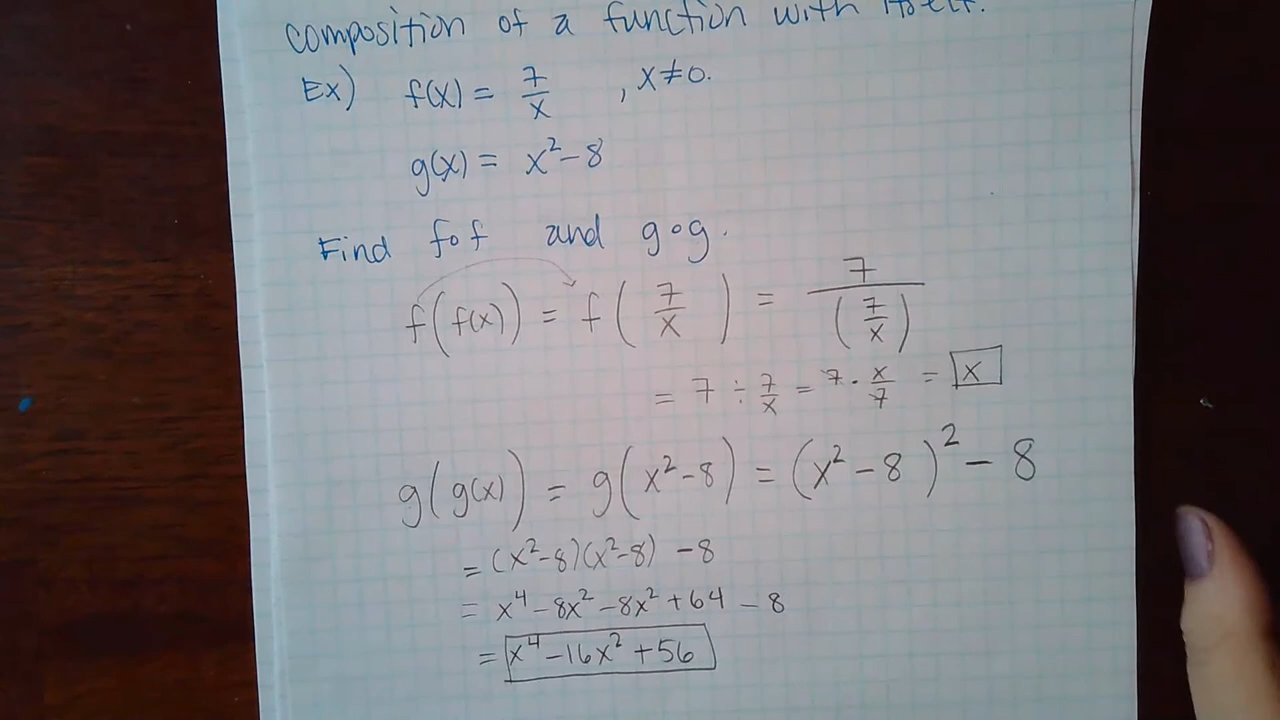 composition of a function with itself.
Ex) f(x) = 7/x , x≠0.
g(x) = x²-8
Find f∘f and g∘g.
f(f(x)) = f(7/x) = 7/(7/x)
= 7 ÷ 7/x = 7 · x/7 = x
g(g(x)) = g(x²-8) = (x²-8)²-8
= (x²-8)(x²-8) -8
= x⁴-8x²-8x²+64-8
= x⁴-16x²+56